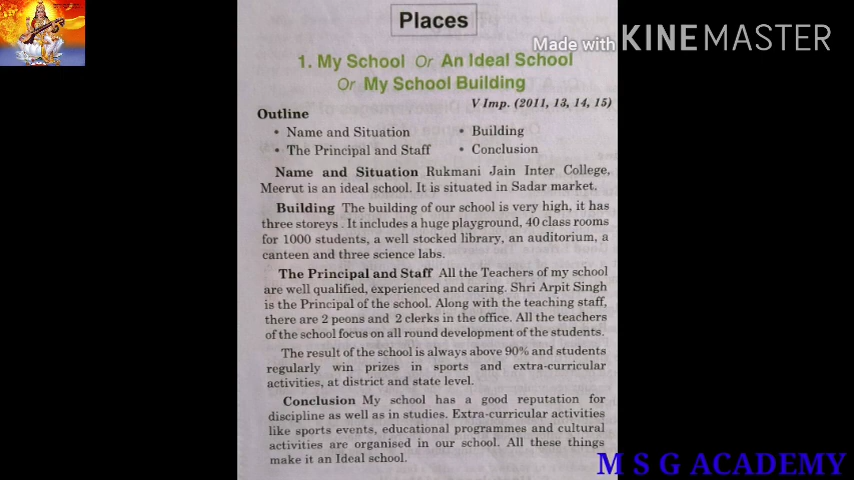 Places
Made with KINEMASTER
1. My School Or An Ideal School
Or My School Building
V Imp. (2011, 13, 14, 15)
Outline
• Name and Situation • Building
• The Principal and Staff • Conclusion
Name and Situation Rukmani Jain Inter College,
Meerut is an ideal school. It is situated in Sadar market.
Building The building of our school is very high, it has
three storeys . It includes a huge playground, 40 class rooms
for 1000 students, a well stocked library, an auditorium, a
canteen and three science labs.
The Principal and Staff All the Teachers of my school
are well qualified, experienced and caring. Shri Arpit Singh
is the Principal of the school. Along with the teaching staff,
there are 2 peons and 2 clerks in the office. All the teachers
of the school focus on all round development of the students.
The result of the school is always above 90% and students
regularly win prizes in sports and extra-curricular
activities, at district and state level.
Conclusion My school has a good reputation for
discipline as well as in studies. Extra-curricular activities
like sports events, educational programmes and cultural
activities are organised in our school. All these things
make it an Ideal school.
M S G ACADEMY